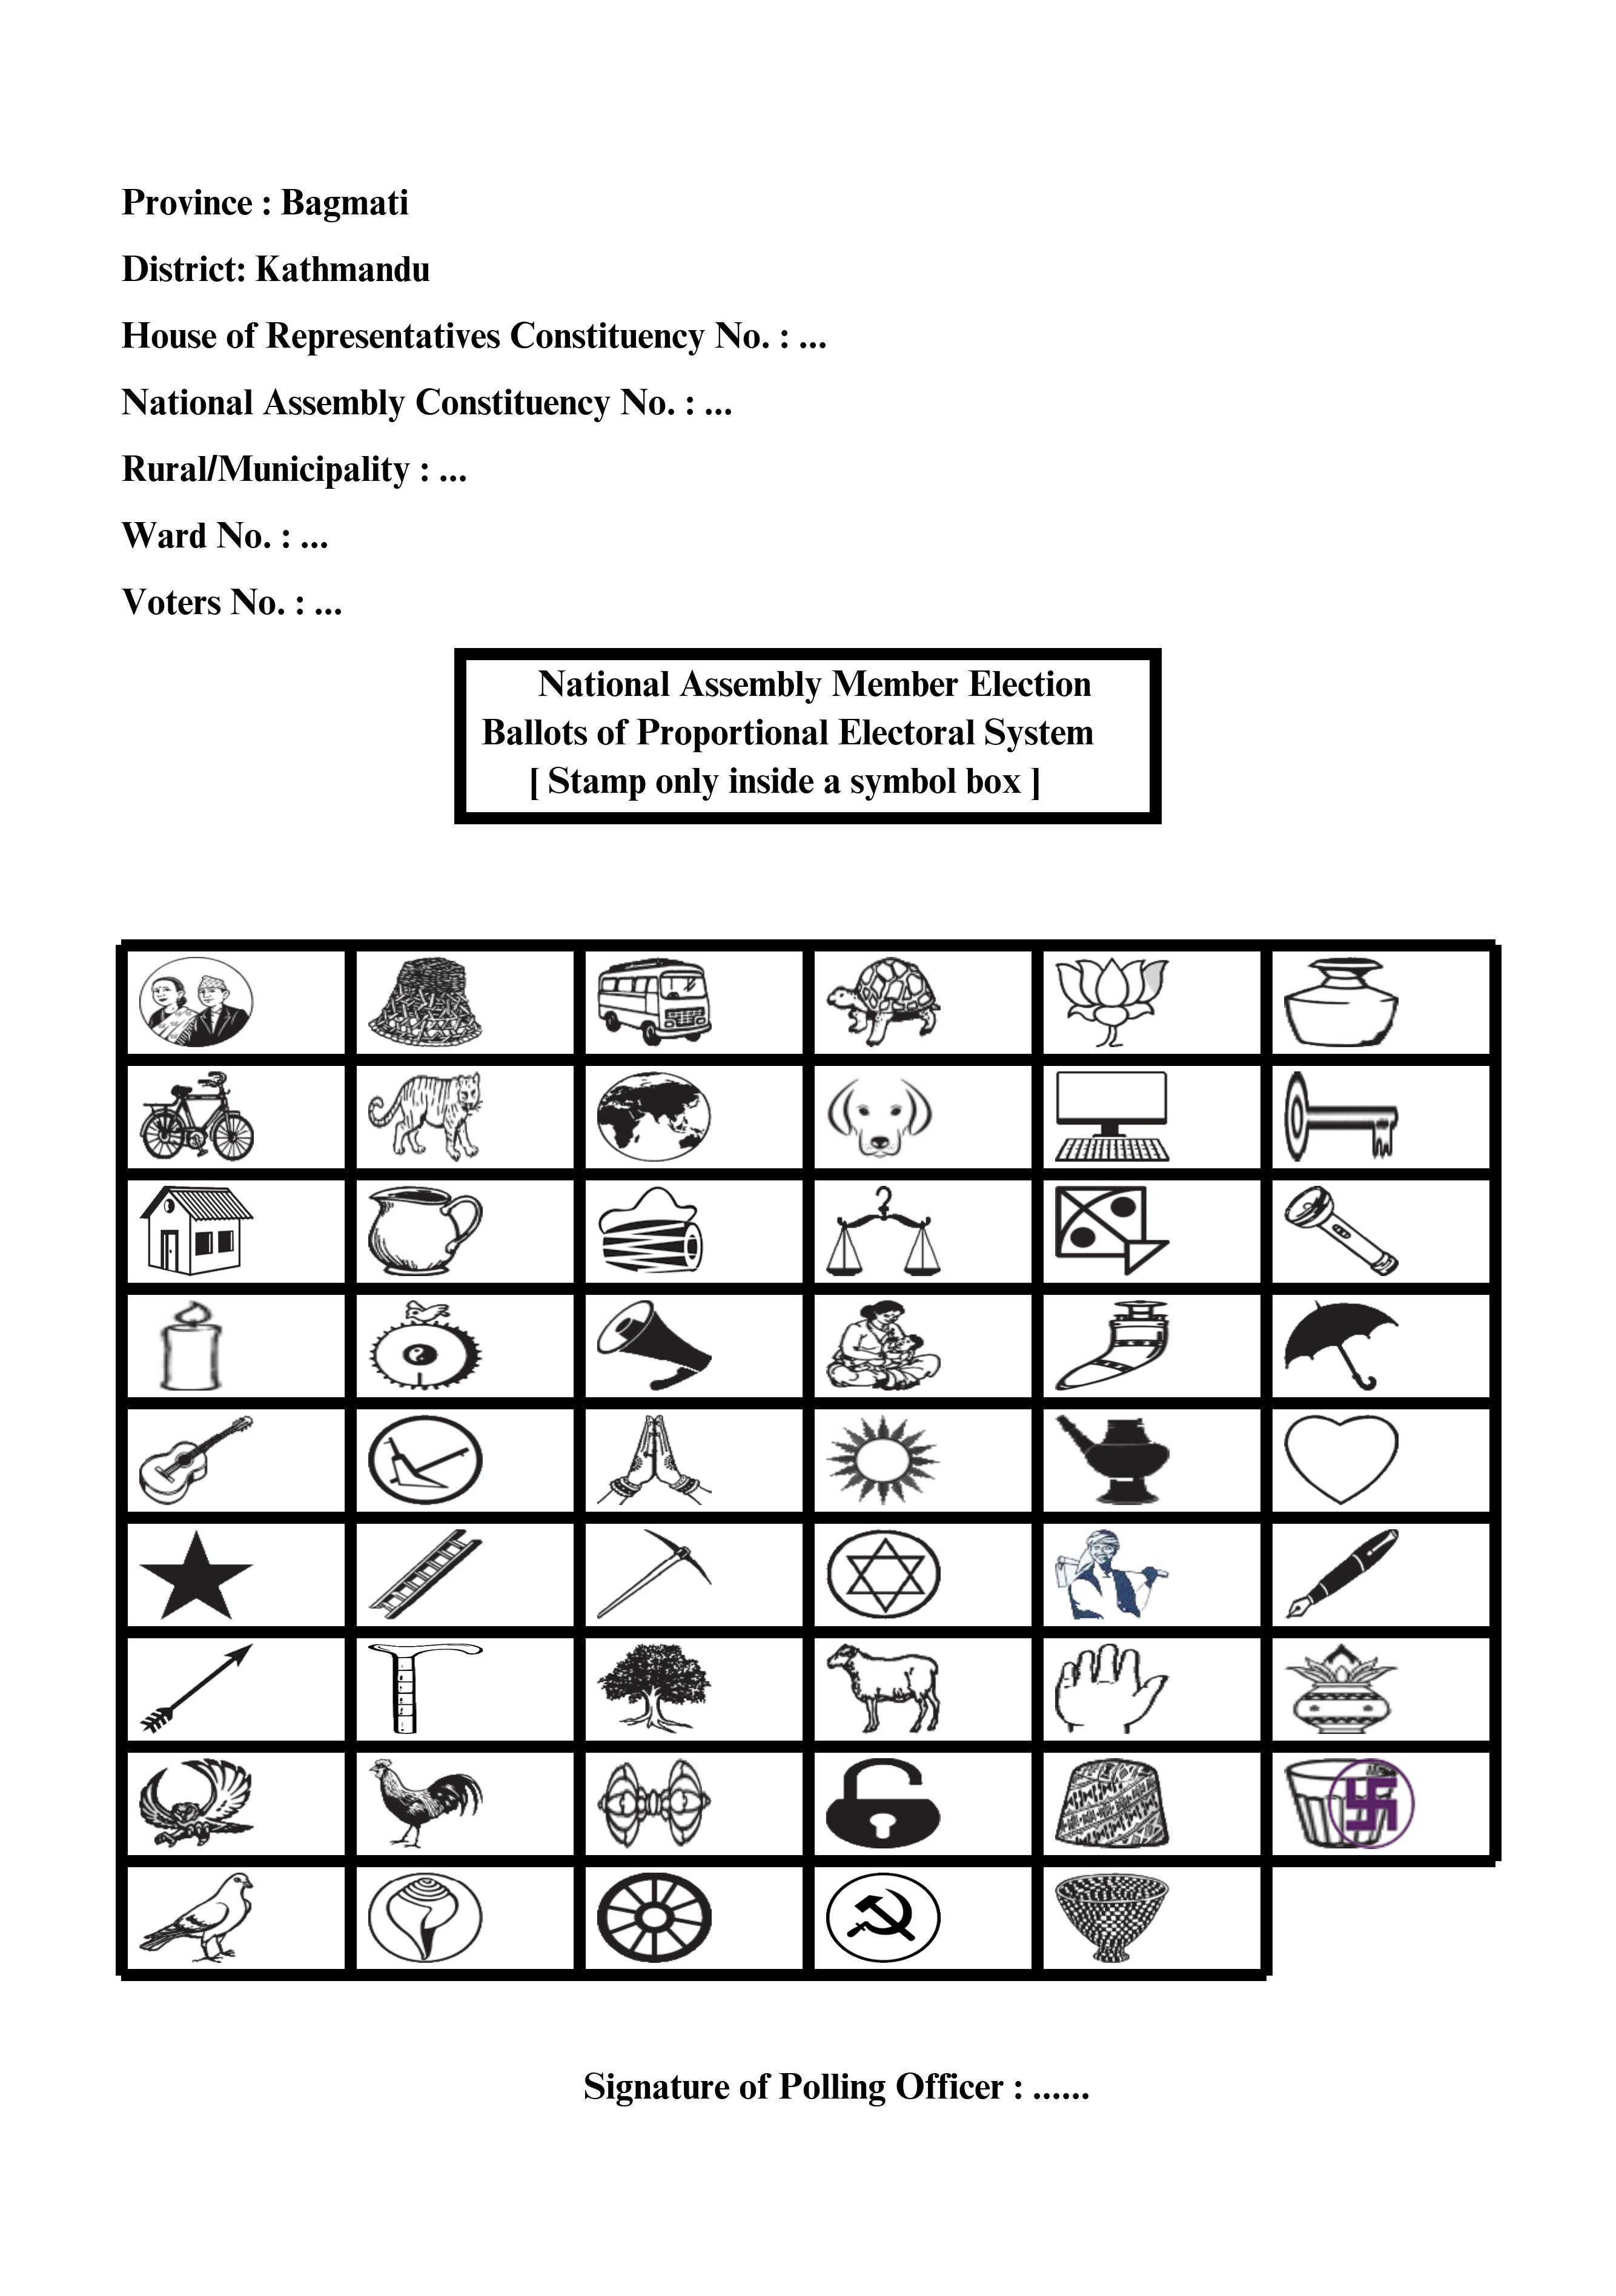 Province : Bagmati
District: Kathmandu
House of Representatives Constituency No. : ...
National Assembly Constituency No. : ...
Rural/Municipality : ...
Ward No. : ...
Voters No. : ...
National Assembly Member Election
Ballots of Proportional Electoral System
[ Stamp only inside a symbol box ]
Signature of Polling Officer : ......